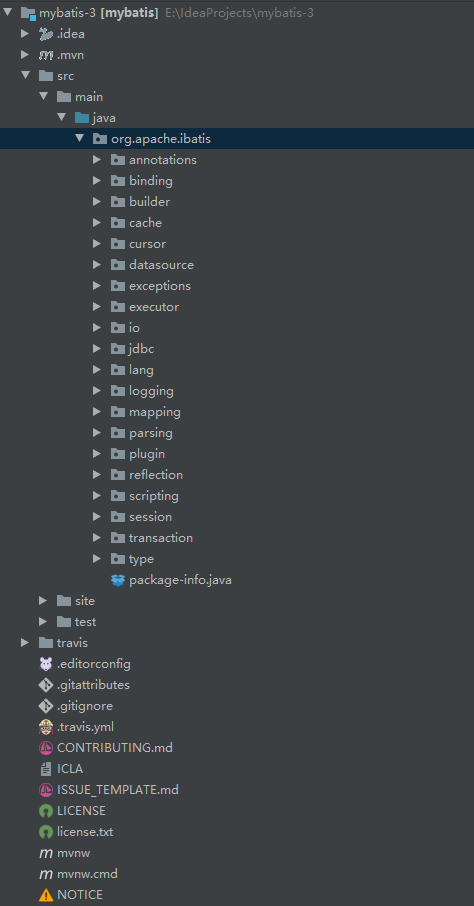 mybatis-3 [mybatis] E:\IdeaProjects\mybatis-3
.idea
.mvn
src
main
java
org.apache.ibatis
annotations
binding
builder
cache
cursor
datasource
exceptions
executor
io
jdbc
lang
logging
mapping
parsing
plugin
reflection
scripting
session
transaction
type
package-info.java
site
test
travis
.editorconfig
.gitattributes
.gitignore
.travis.yml
CONTRIBUTING.md
ICLA
ISSUE_TEMPLATE.md
LICENSE
license.txt
mvnw
mvnw.cmd
NOTICE